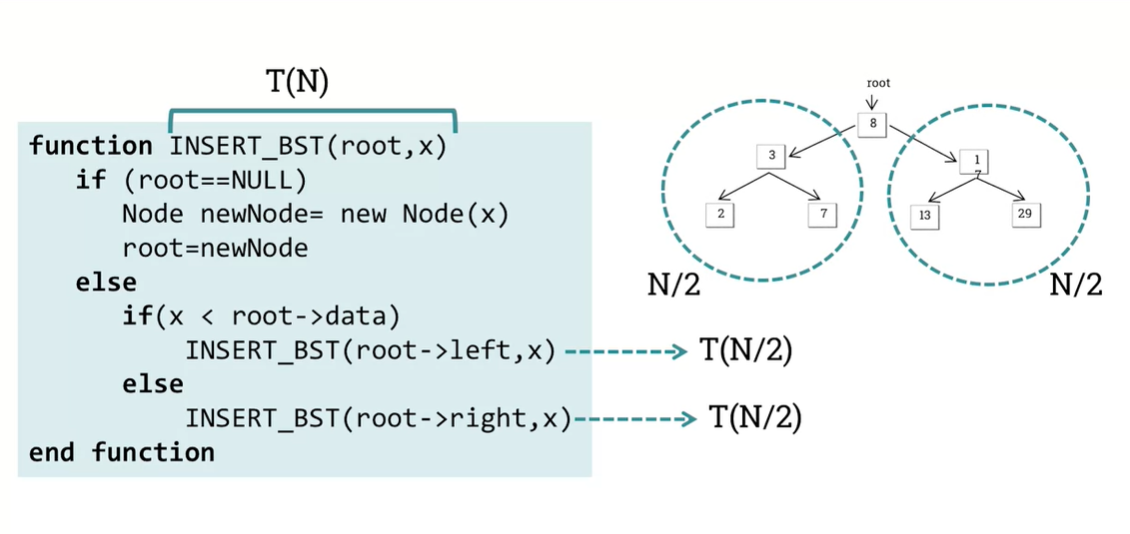 T(N)
function INSERT_BST(root,x)
if (root==NULL)
Node newNode= new Node(x)
root=newNode
else
if(x < root->data)
INSERT_BST(root->left,x)
T(N/2)
else
INSERT_BST(root->right,x)
T(N/2)
end function
root
8
3
1
7
2
7
13
29
N/2
N/2